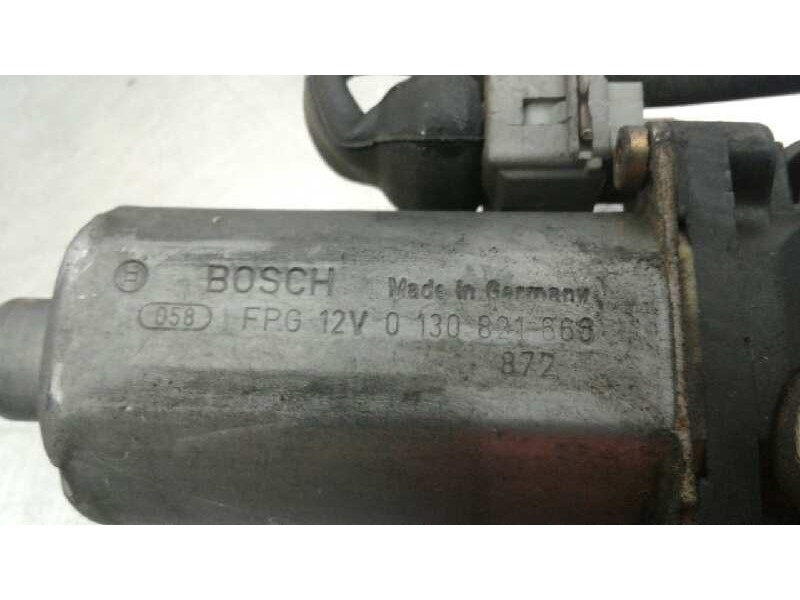 BOSCH Made in Germany
058 FPG 12V 0 130 821 668
872